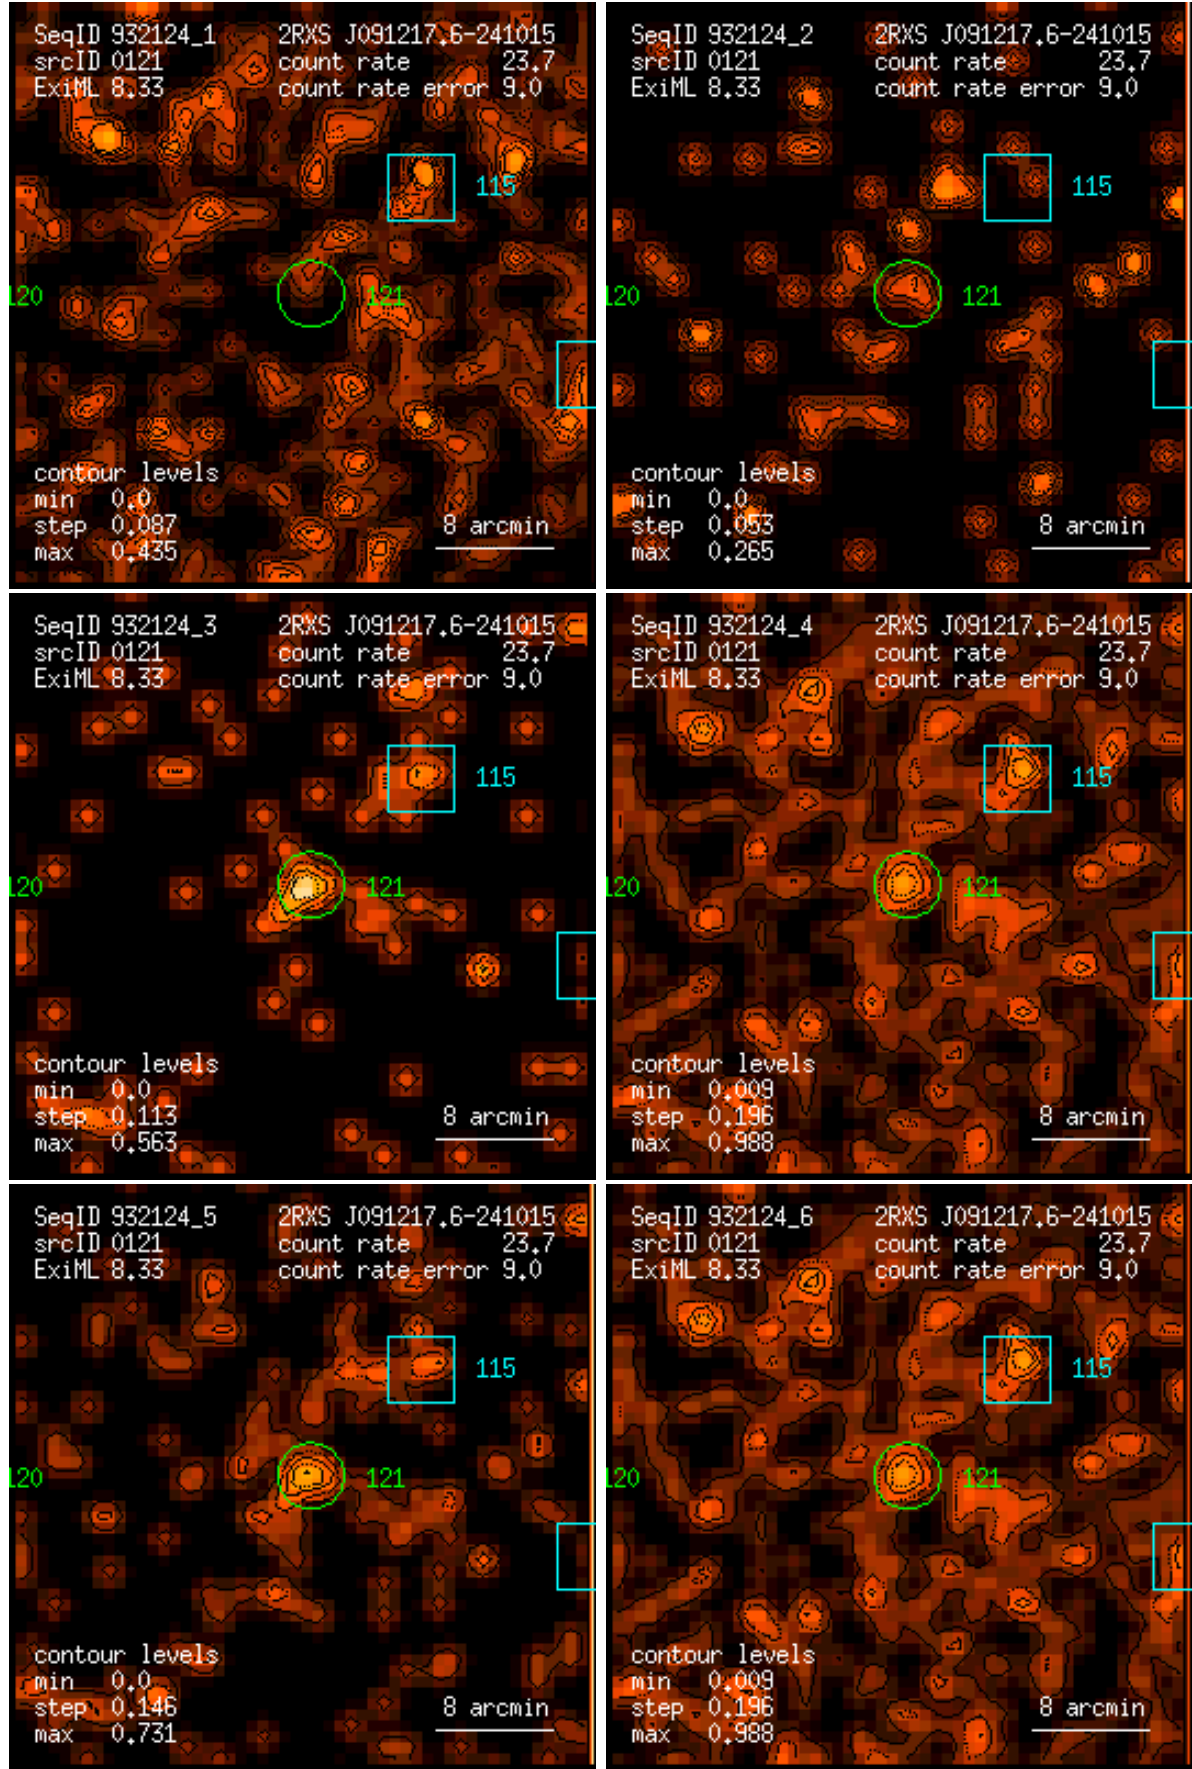 SeqID 932124_1 2RXS J091217.6-241015
srcID 0121 count rate 23.7
ExiML 8.33 count rate error 9.0
115
120 121
contour levels
min 0.0
step 0.087
max 0.435
8 arcmin
SeqID 932124_2 2RXS J091217.6-241015
srcID 0121 count rate 23.7
ExiML 8.33 count rate error 9.0
115
120 121
contour levels
min 0.0
step 0.053
max 0.265
8 arcmin
SeqID 932124_3 2RXS J091217.6-241015
srcID 0121 count rate 23.7
ExiML 8.33 count rate error 9.0
115
120 121
contour levels
min 0.0
step 0.113
max 0.563
8 arcmin
SeqID 932124_4 2RXS J091217.6-241015
srcID 0121 count rate 23.7
ExiML 8.33 count rate error 9.0
115
120 121
contour levels
min 0.009
step 0.196
max 0.988
8 arcmin
SeqID 932124_5 2RXS J091217.6-241015
srcID 0121 count rate 23.7
ExiML 8.33 count rate error 9.0
115
120 121
contour levels
min 0.0
step 0.146
max 0.731
8 arcmin
SeqID 932124_6 2RXS J091217.6-241015
srcID 0121 count rate 23.7
ExiML 8.33 count rate error 9.0
115
120 121
contour levels
min 0.009
step 0.196
max 0.988
8 arcmin